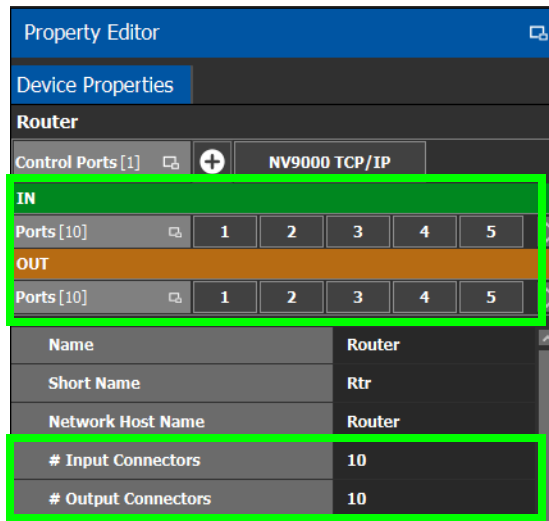 Property Editor
Device Properties
Router
Control Ports [1] NV9000 TCP/IP
IN
Ports [10] 1 2 3 4 5
OUT
Ports [10] 1 2 3 4 5
Name Router
Short Name Rtr
Network Host Name Router
# Input Connectors 10
# Output Connectors 10